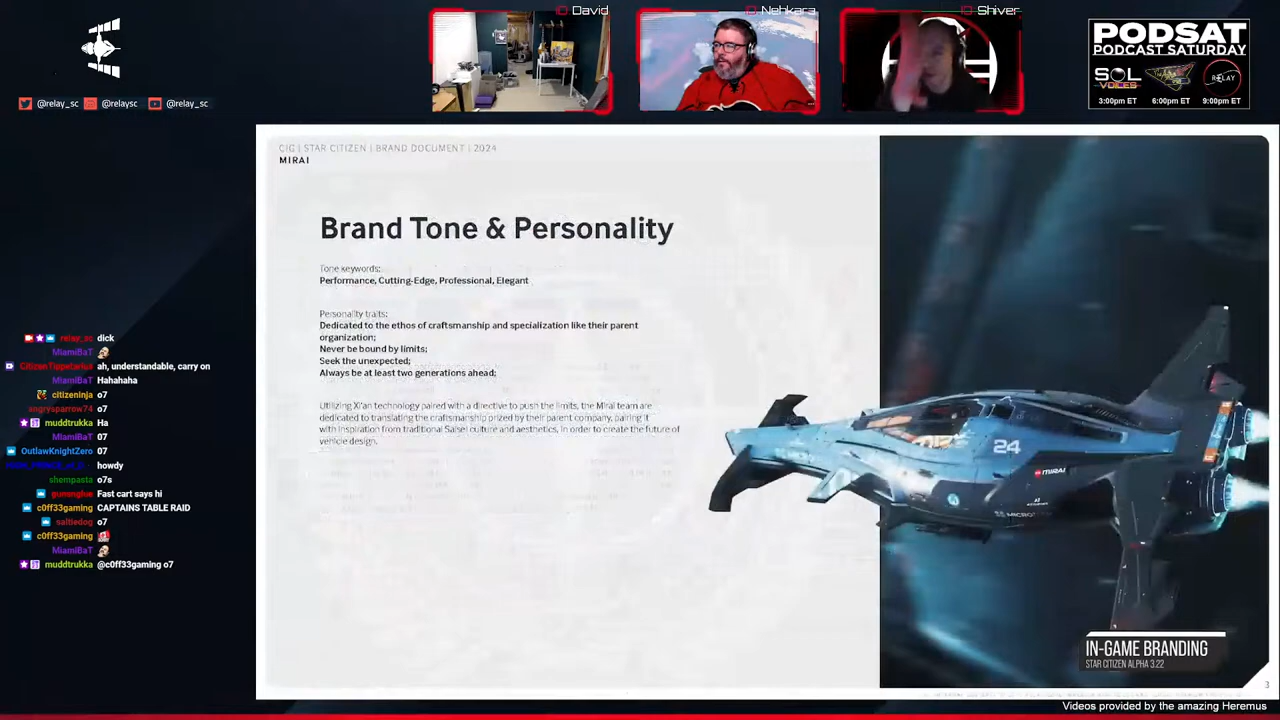 David
Nehkara
Shiver
PODSAT
PODCAST SATURDAY
SOL
VOICES
RELAY
3:00pm ET 6:00pm ET 9:00pm ET
@relay_sc @relaysc @relay_sc
CIG | STAR CITIZEN | BRAND DOCUMENT | 2024
MIRAI
Brand Tone & Personality
Tone keywords:
Performance, Cutting-Edge, Professional, Elegant
Personality traits:
Dedicated to the ethos of craftsmanship and specialization like their parent
organization;
Never be bound by limits;
Seek the unexpected;
Always be at least two generations ahead;
Utilizing Xi'an technology paired with a directive to push the limits, the Mirai team are
dedicated to translating the craftsmanship prized by their parent company, pairing it
with inspiration from traditional Saisei culture and aesthetics, in order to create the future of
vehicle design.
24
MIRAI
IN-GAME BRANDING
STAR CITIZEN ALPHA 3.22
3
relay_sc dick
MiamiBaT
CitizenTippetarius ah, understandable, carry on
MiamiBaT Hahahaha
citizeninja o7
angrysparrow74 o7
muddtrukka Ha
MiamiBaT 07
OutlawKnightZero 07
howdy
shempasta o7s
gummglue Fast cart says hi
c0ff33gaming CAPTAINS TABLE RAID
saltiedog o7
c0ff33gaming
MiamiBaT
muddtrukka @c0ff33gaming o7
Videos provided by the amazing Heremus